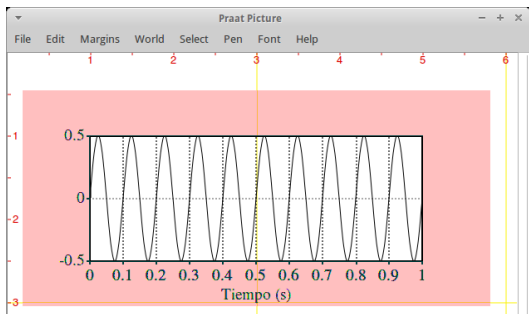 Praat Picture
File Edit Margins World Select Pen Font Help
1 2 3 4 5 6
1
0.5
0
2
-0.5
0 0.1 0.2 0.3 0.4 0.5 0.6 0.7 0.8 0.9 1
Tiempo (s)
3